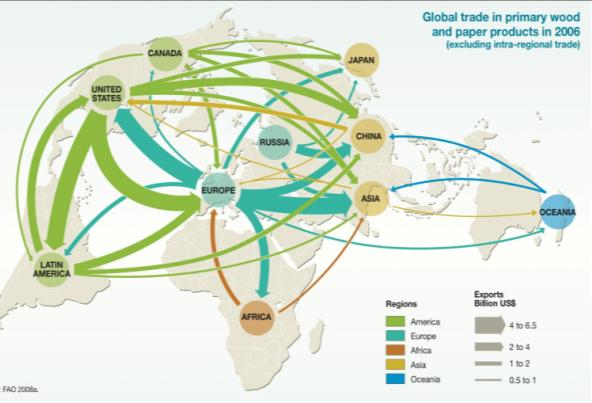 Global trade in primary wood
and paper products in 2006
(excluding intra-regional trade)
CANADA
JAPAN
UNITED
STATES
CHINA
RUSSIA
EUROPE
ASIA
OCEANIA
LATIN
AMERICA
AFRICA
Regions
America
Europe
Africa
Asia
Oceania
Exports
Billion US$
4 to 6.5
2 to 4
1 to 2
0.5 to 1
: FAO 2008a.